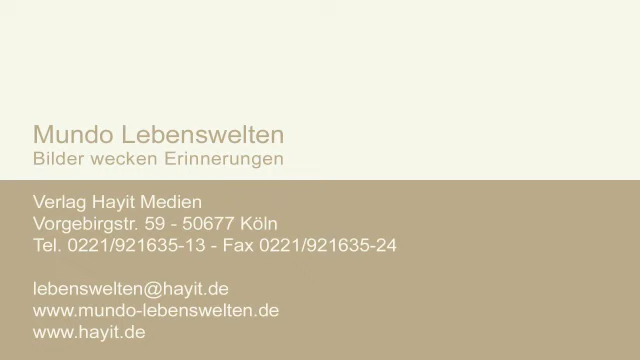 Mundo Lebenswelten
Bilder wecken Erinnerungen
Verlag Hayit Medien
Vorgebirgstr. 59 - 50677 Köln
Tel. 0221/921635-13 - Fax 0221/921635-24
lebenswelten@hayit.de
www.mundo-lebenswelten.de
www.hayit.de